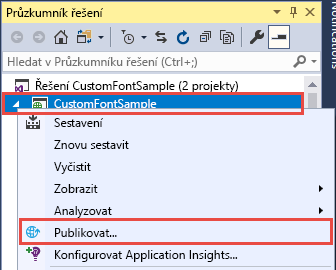 Průzkumník řešení
Hledat v Průzkumníku řešení (Ctrl+;)
Řešení CustomFontSample (2 projekty)
CustomFontSample
Sestavení
Znovu sestavit
Vyčistit
Zobrazit
Analyzovat
Publikovat...
Konfigurovat Application Insights...
Notifications